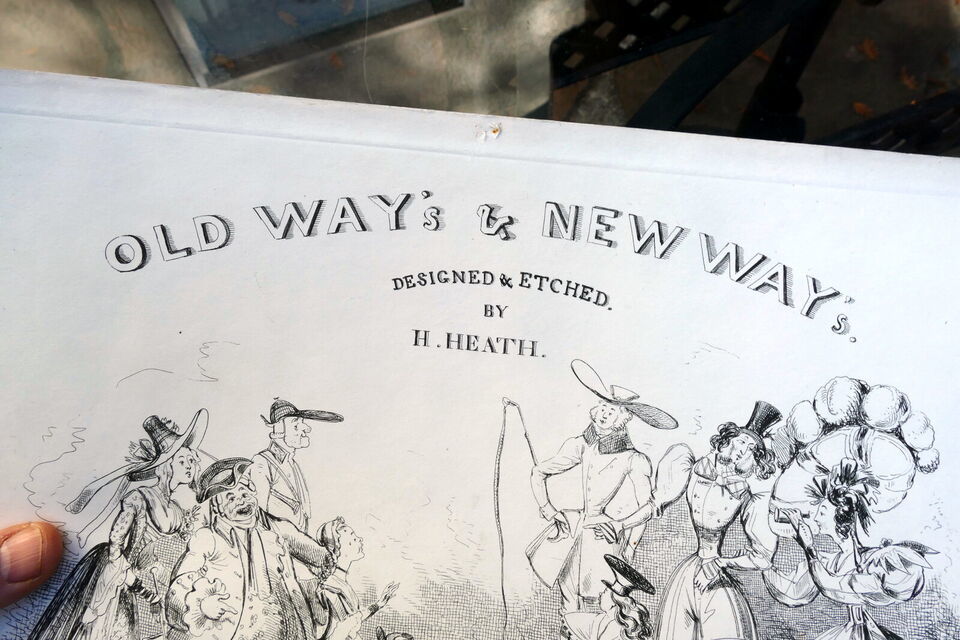 OLD WAY's & NEW WAY's.
DESIGNED & ETCHED.
BY
H. HEATH.